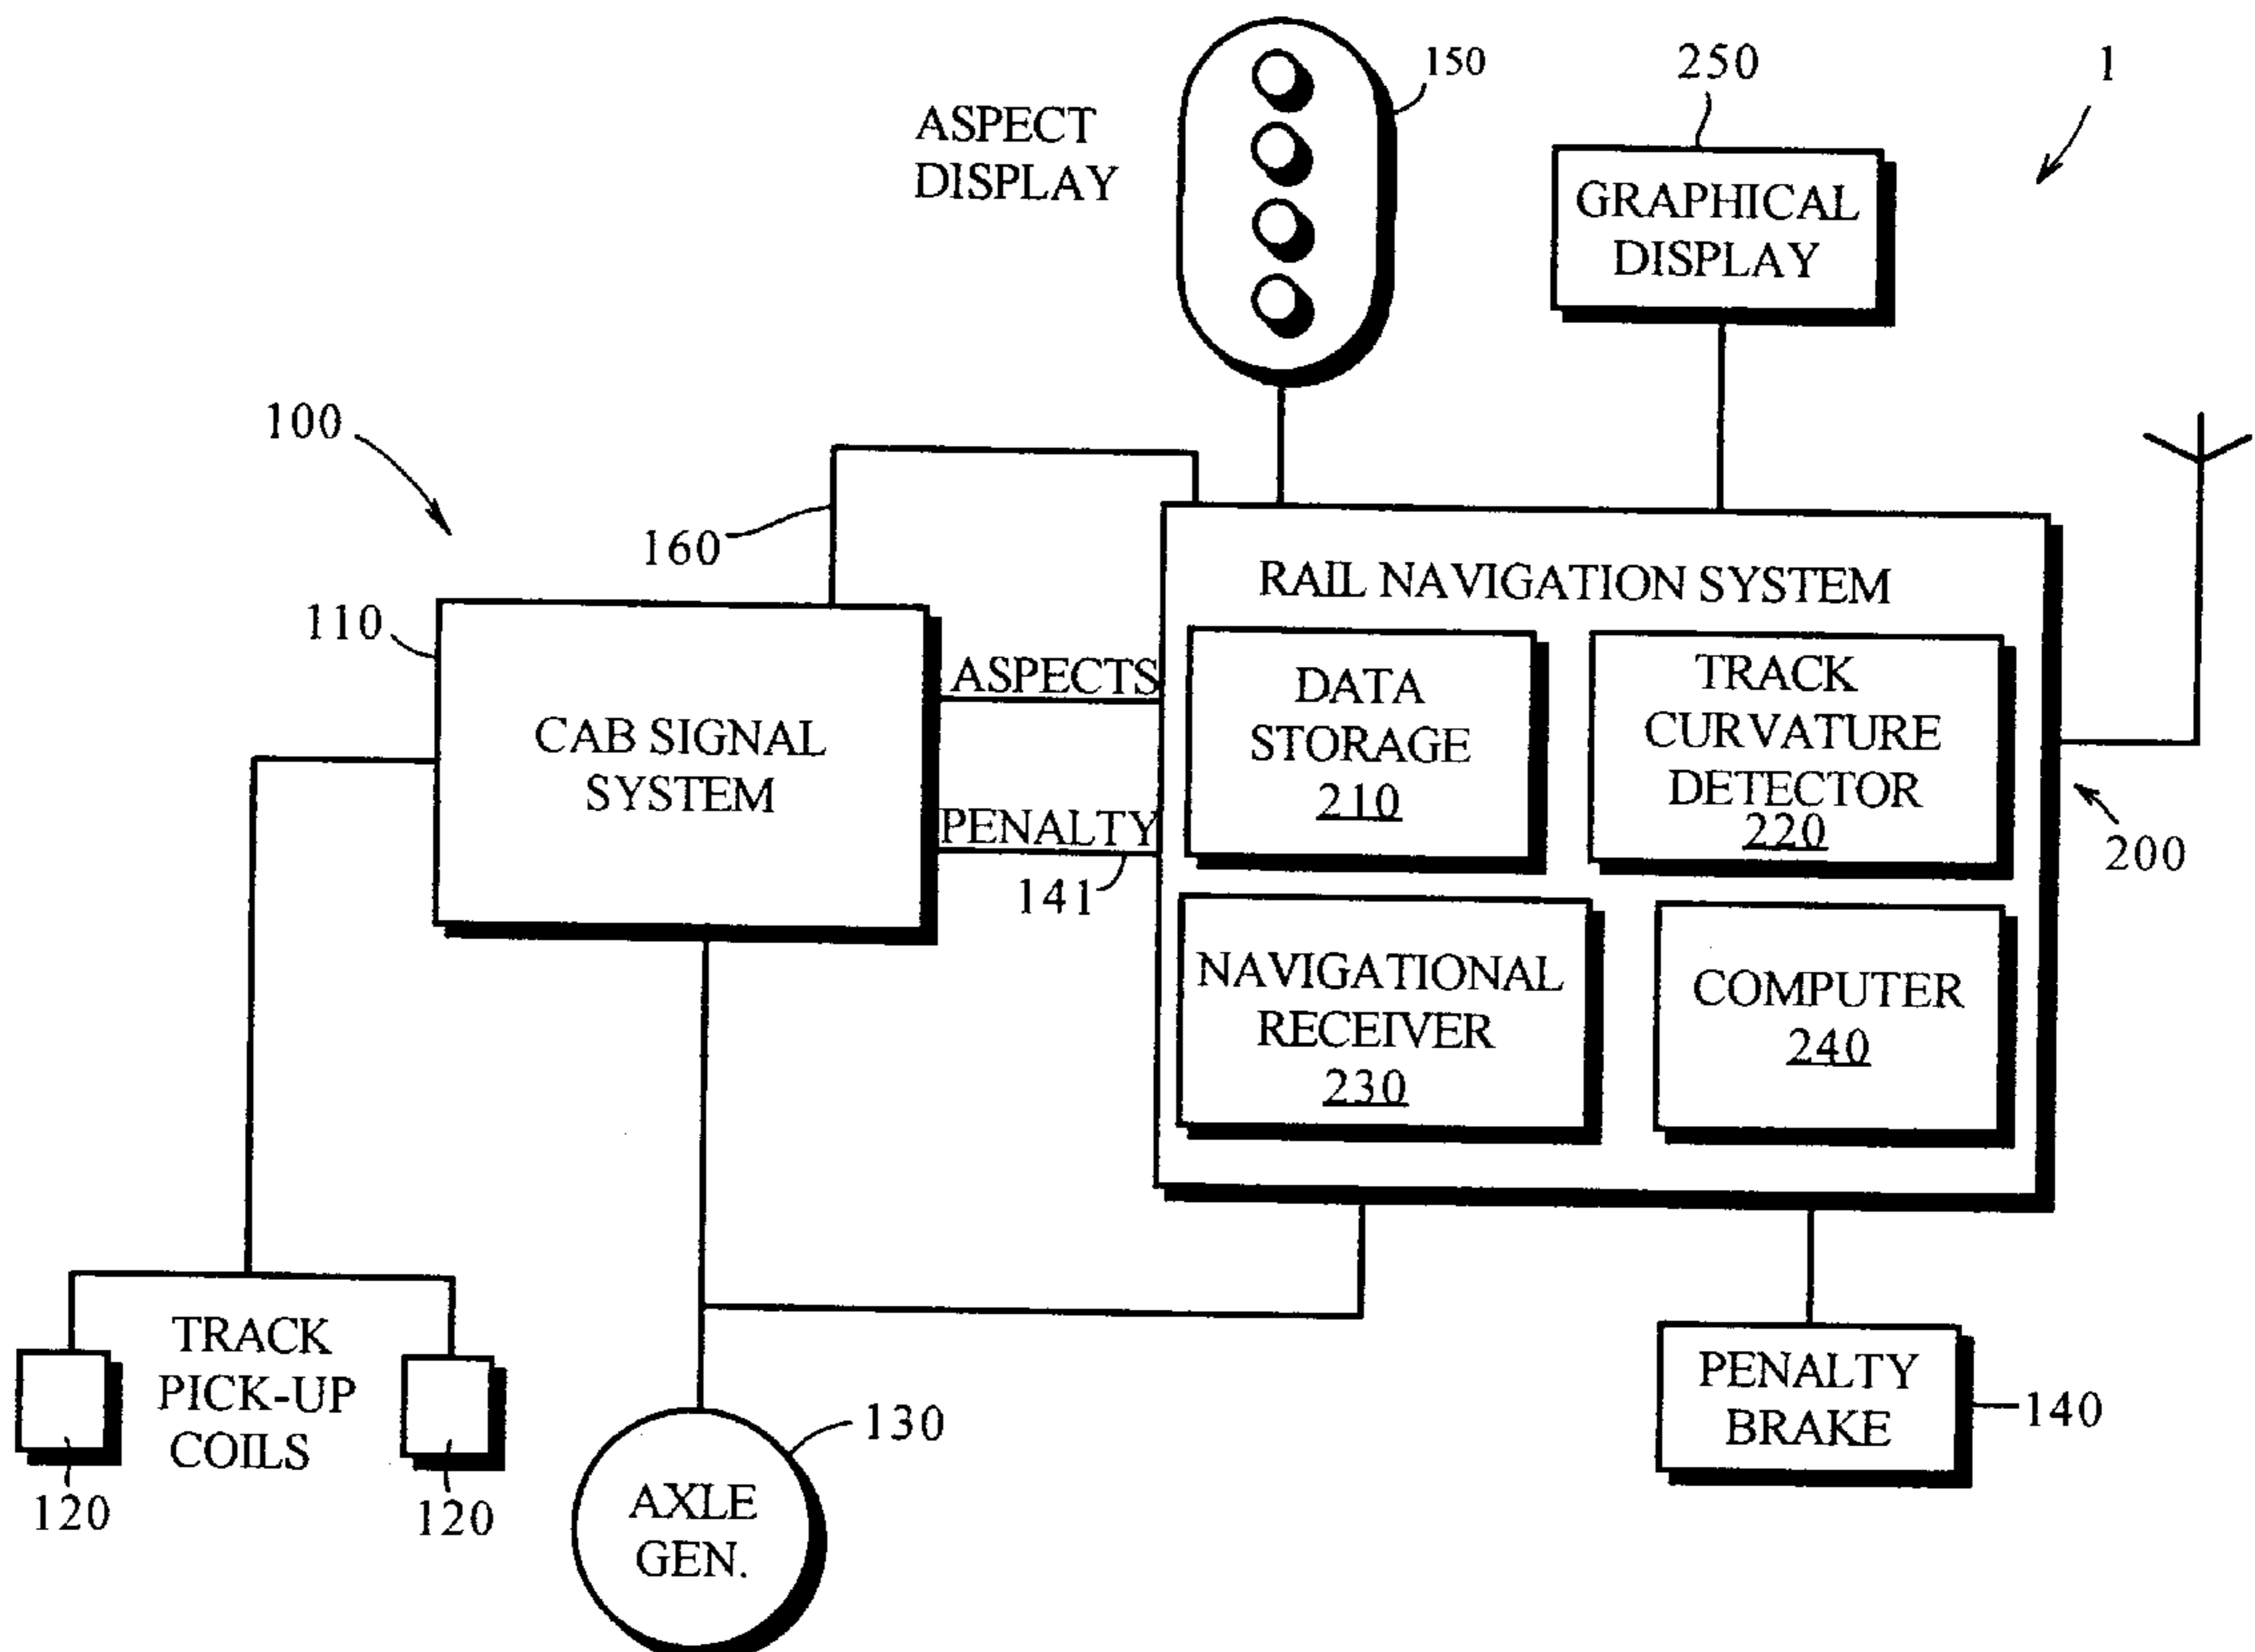 150
250
1
ASPECT
DISPLAY
GRAPHICAL
DISPLAY
100
160
RAIL NAVIGATION SYSTEM
110
CAB SIGNAL
SYSTEM
ASPECTS
PENALTY
141
DATA
STORAGE
210
TRACK
CURVATURE
DETECTOR
220
200
NAVIGATIONAL
RECEIVER
230
COMPUTER
240
TRACK
PICK-UP
COILS
120
120
130
AXLE
GEN.
PENALTY
BRAKE
140